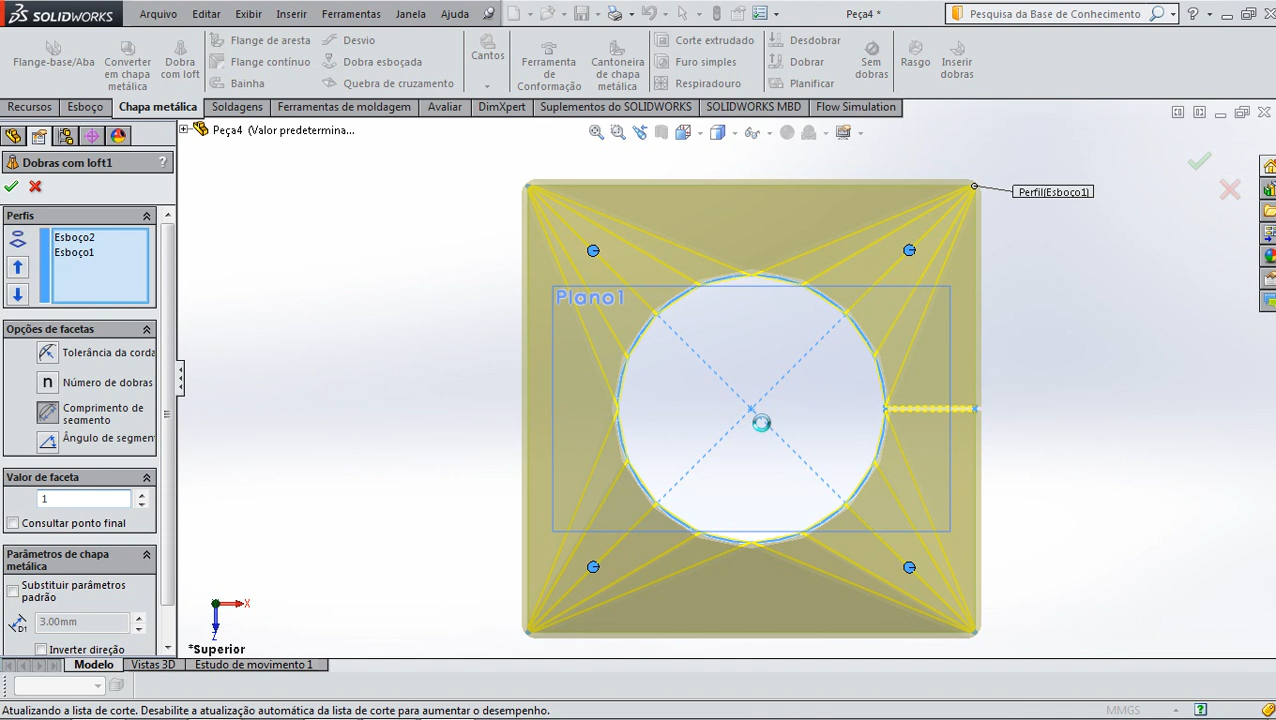 SOLIDWORKS
Arquivo Editar Exibir Inserir Ferramentas Janela Ajuda
Peça4 *
Pesquisa da Base de Conhecimento
Flange-base/Aba
Converter em chapa metálica
Dobra com loft
Flange de aresta
Flange contínuo
Bainha
Desvio
Dobra esboçada
Quebra de cruzamento
Cantos
Ferramenta de Conformação
Cantoneira de chapa metálica
Corte extrudado
Furo simples
Respiradouro
Desdobrar
Dobrar
Planificar
Sem dobras
Rasgo
Inserir dobras
Recursos Esboço Chapa metálica Soldagens Ferramentas de moldagem Avaliar DimXpert Suplementos do SOLIDWORKS SOLIDWORKS MBD Flow Simulation
Peça4 (Valor predetermina...
Dobras com loft1 ?
Perfis
Esboço2
Esboço1
Opções de facetas
Tolerância da corda
n Número de dobras
Comprimento de
segmento
Ângulo de segmen
Valor de faceta
1
Consultar ponto final
Parâmetros de chapa
metálica
Substituir parâmetros
padrão
D1 3.00mm
Inverter direção
Perfil(Esboço1)
Plano1
X
Z
*Superior
Modelo Vistas 3D Estudo de movimento 1
Atualizando a lista de corte. Desabilite a atualização automática da lista de corte para aumentar o desempenho.
MMGS